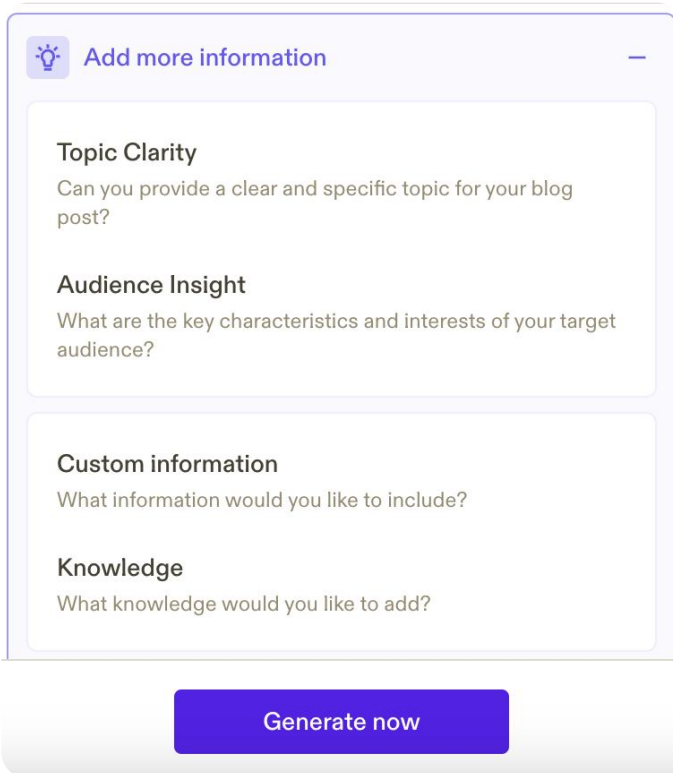 Add more information
Topic Clarity
Can you provide a clear and specific topic for your blog
post?
Audience Insight
What are the key characteristics and interests of your target
audience?
Custom information
What information would you like to include?
Knowledge
What knowledge would you like to add?
Generate now